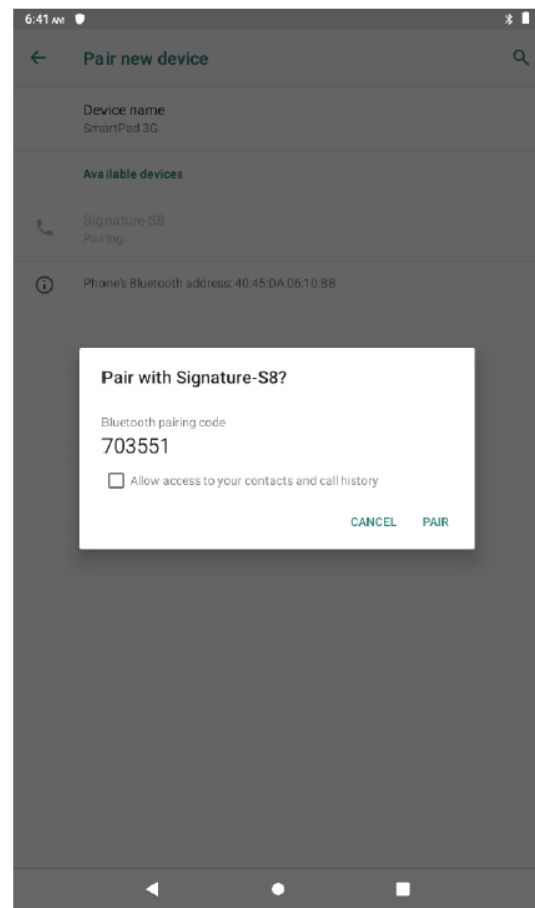 6:41 AM
Pair new device
Device name
SmartPad 3G
Available devices
Signature-S8
Pairing...
Phone's Bluetooth address: 40:45:DA:06:10:BB
Pair with Signature-S8?
Bluetooth pairing code
703551
Allow access to your contacts and call history
CANCEL PAIR